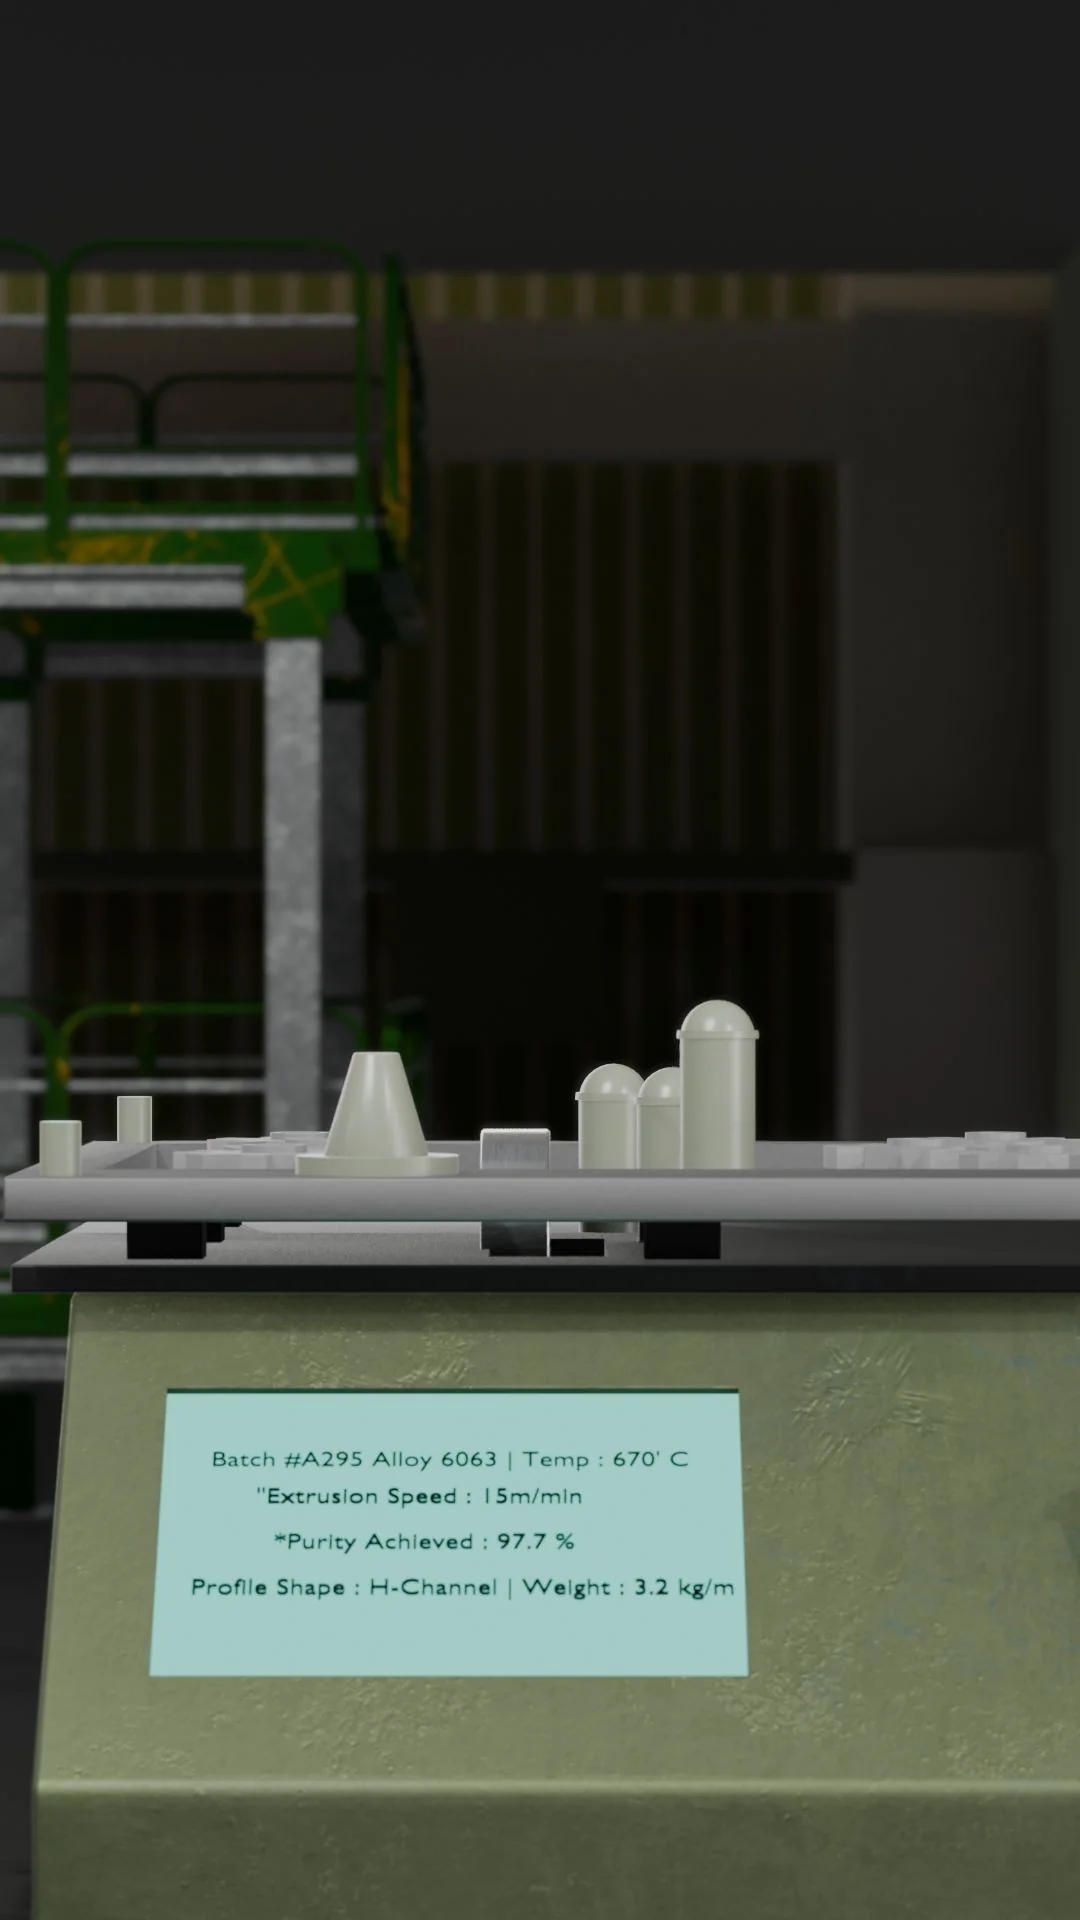 Batch #A295 Alloy 6063 | Temp : 670' C
"Extrusion Speed : 15m/min
*Purity Achieved : 97.7 %
Profile Shape : H-Channel | Weight : 3.2 kg/m